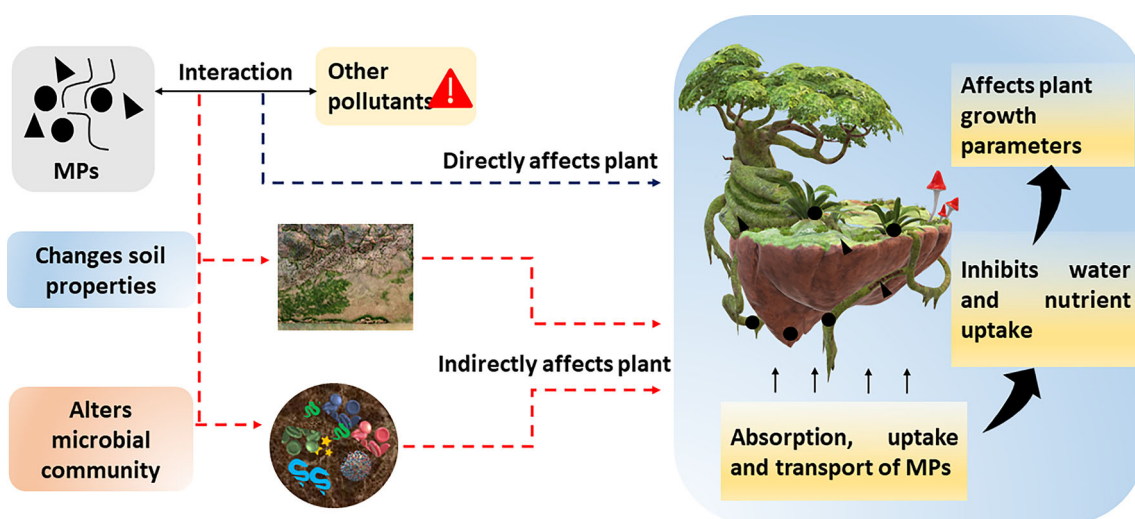 Interaction
Other
pollutants
MPs
Directly affects plant
Changes soil
properties
Indirectly affects plant
Alters
microbial
community
Affects plant
growth
parameters
Inhibits water
and nutrient
uptake
Absorption, uptake
and transport of MPs